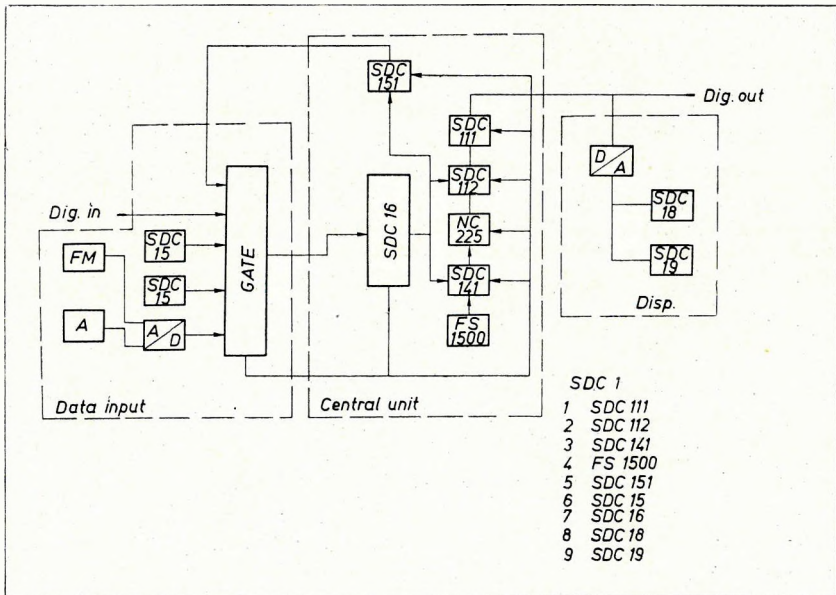 SDC
151
Dig. out
SDC
111
D
A
SDC
112
SDC
18
Dig. in
SDC 16
SDC
15
GATE
NC
225
FM
SDC
19
SDC
15
SDC
141
Disp.
A
A
D
FS
1500
Data input
Central unit
SDC 1
1 SDC 111
2 SDC 112
3 SDC 141
4 FS 1500
5 SDC 151
6 SDC 15
7 SDC 16
8 SDC 18
9 SDC 19